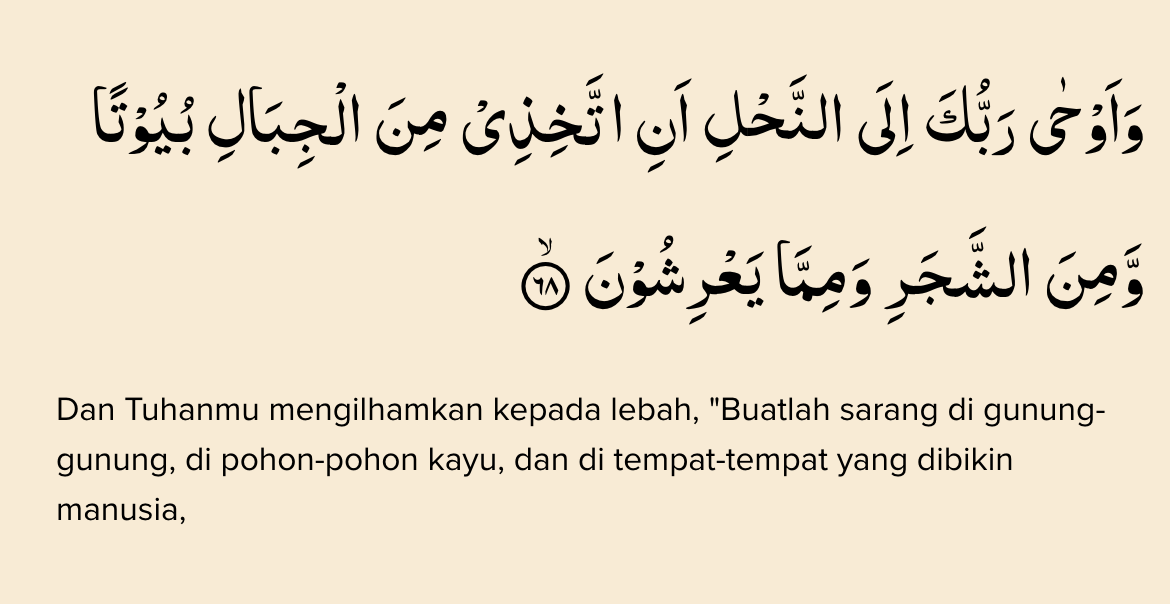 وَاَوْحٰى رَبُّكَ اِلَى النَّحْلِ اَنِ اتَّخِذِيْ مِنَ الْجِبَالِ بُيُوْتًا
وَّمِنَ الشَّجَرِ وَمِمَّا يَعْرِشُوْنَ ۙ ٦٨
Dan Tuhanmu mengilhamkan kepada lebah, "Buatlah sarang di gunung-
gunung, di pohon-pohon kayu, dan di tempat-tempat yang dibikin
manusia,